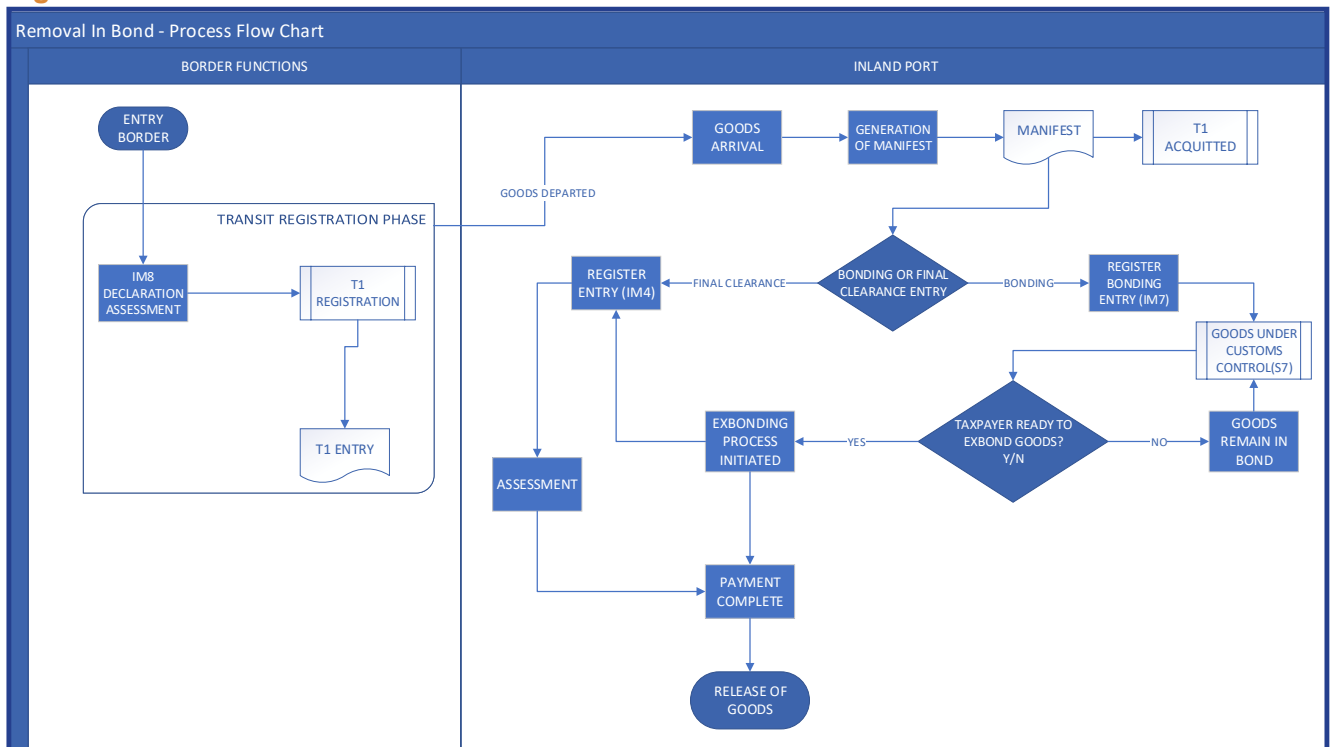 Removal In Bond - Process Flow Chart
BORDER FUNCTIONS
INLAND PORT
ENTRY
BORDER
TRANSIT REGISTRATION PHASE
IM8
DECLARATION
ASSESSMENT
T1
REGISTRATION
T1 ENTRY
GOODS DEPARTED
GOODS
ARRIVAL
GENERATION
OF MANIFEST
MANIFEST
T1
ACQUITTED
BONDING OR FINAL
CLEARANCE ENTRY
FINAL CLEARANCE
REGISTER
ENTRY (IM4)
BONDING
REGISTER
BONDING
ENTRY (IM7)
GOODS UNDER
CUSTOMS
CONTROL(S7)
TAXPAYER READY TO
EXBOND GOODS?
Y/N
NO
GOODS
REMAIN IN
BOND
YES
EXBONDING
PROCESS
INITIATED
ASSESSMENT
PAYMENT
COMPLETE
RELEASE OF
GOODS